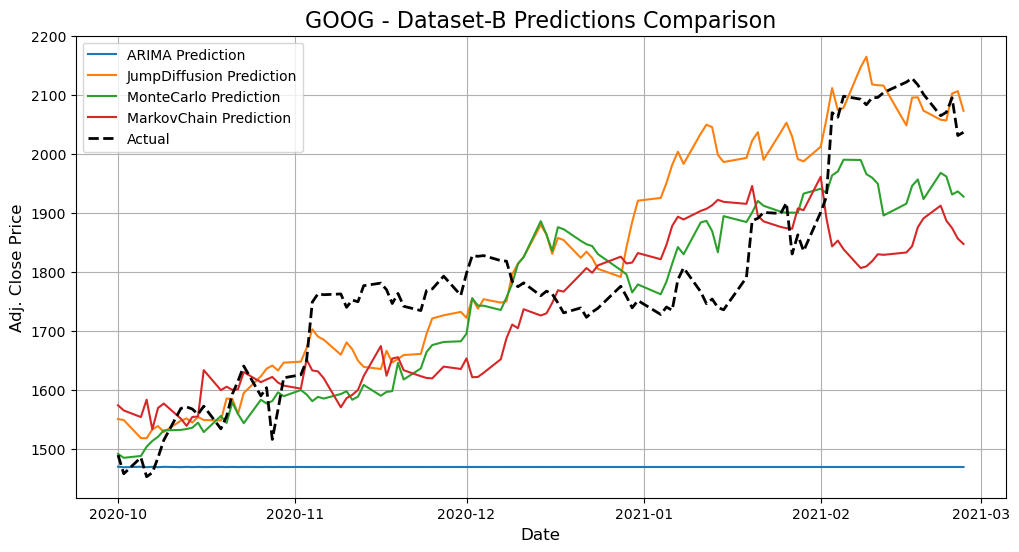 GOOG - Dataset-B Predictions Comparison
ARIMA Prediction
JumpDiffusion Prediction
MonteCarlo Prediction
MarkovChain Prediction
Actual
Adj. Close Price
2200
2100
2000
1900
1800
1700
1600
1500
2020-10 2020-11 2020-12 2021-01 2021-02 2021-03
Date